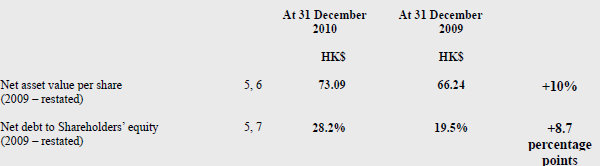 At 31 December At 31 December
2010 2009
HK$ HK$
Net asset value per share 5, 6 73.09 66.24 +10%
(2009 – restated)
Net debt to Shareholders’ equity 5, 7 28.2% 19.5% +8.7
(2009 – restated) percentage
points